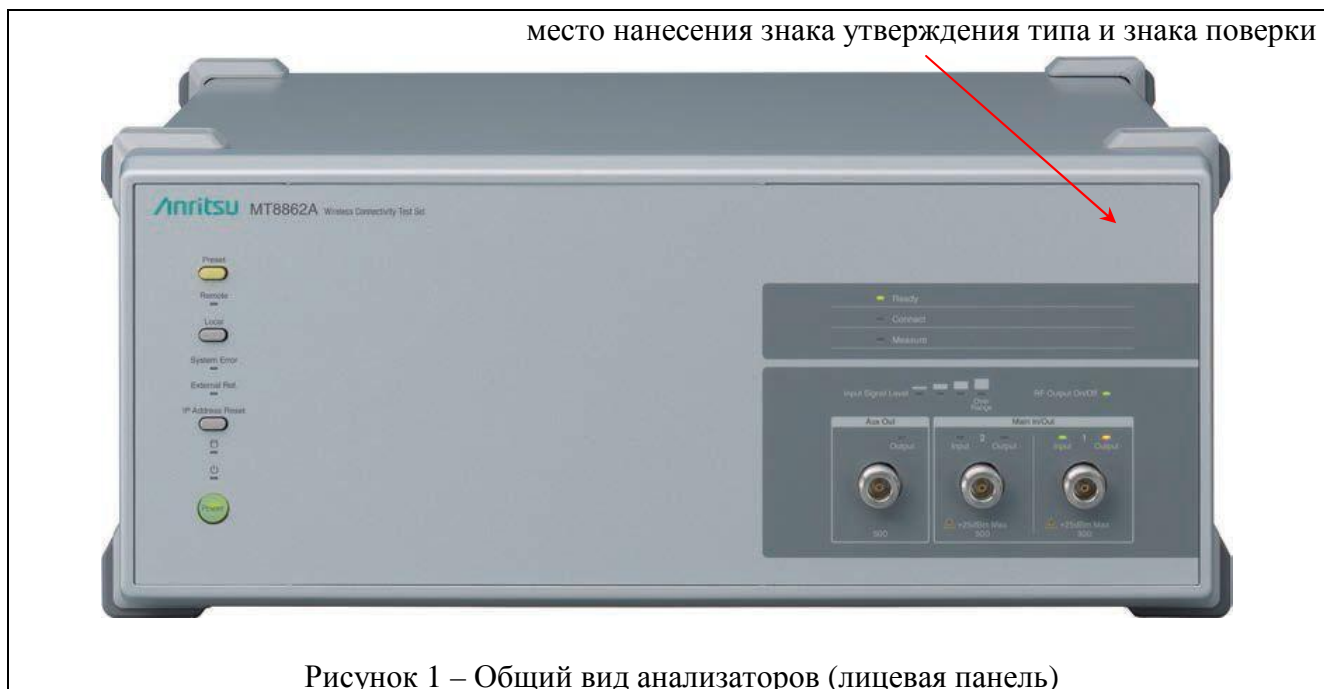 место нанесения знака утверждения типа и знака поверки
Anritsu MT8862A Wireless Connectivity Test Set
Preset
Remote
Local
System Error
External Ref.
IP Address Reset
Power
Ready
Connect
Measure
Input Signal Level
Over
Range
RF Output On/Off
Aux Out
Main In/Out
Output
Input 2 Output
Input 1 Output
+25dBm Max
+25dBm Max
50Ω
50Ω
50Ω
Рисунок 1 – Общий вид анализаторов (лицевая панель)